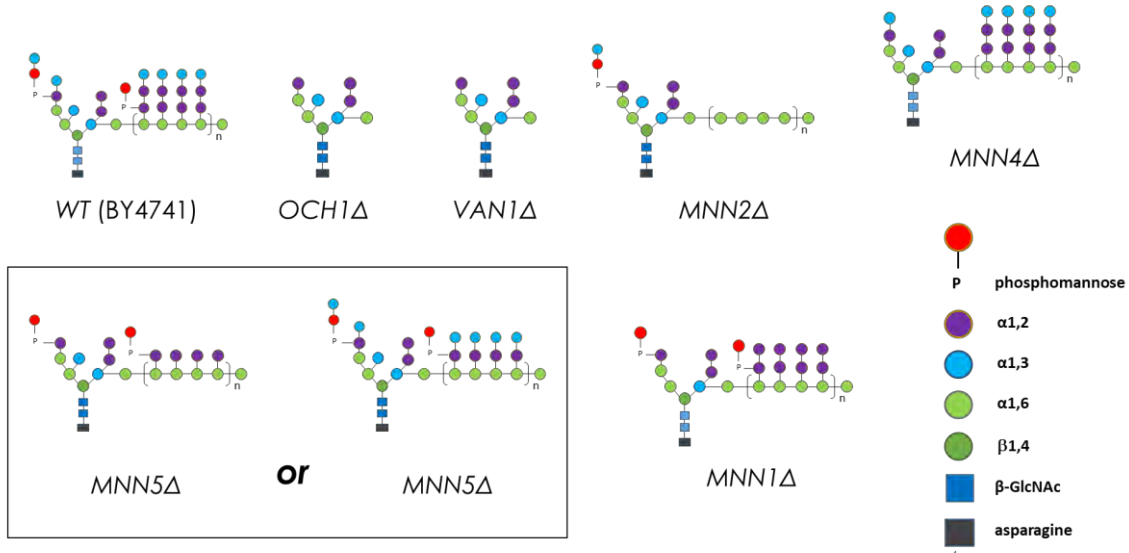 P
P
n
WT (BY4741)
OCH1Δ
VAN1Δ
P
n
MNN2Δ
n
MNN4Δ
P
P
n
MNN5Δ
or
P
P
n
MNN5Δ
P
P
n
MNN1Δ
P phosphomannose
α1,2
α1,3
α1,6
β1,4
β-GlcNAc
asparagine